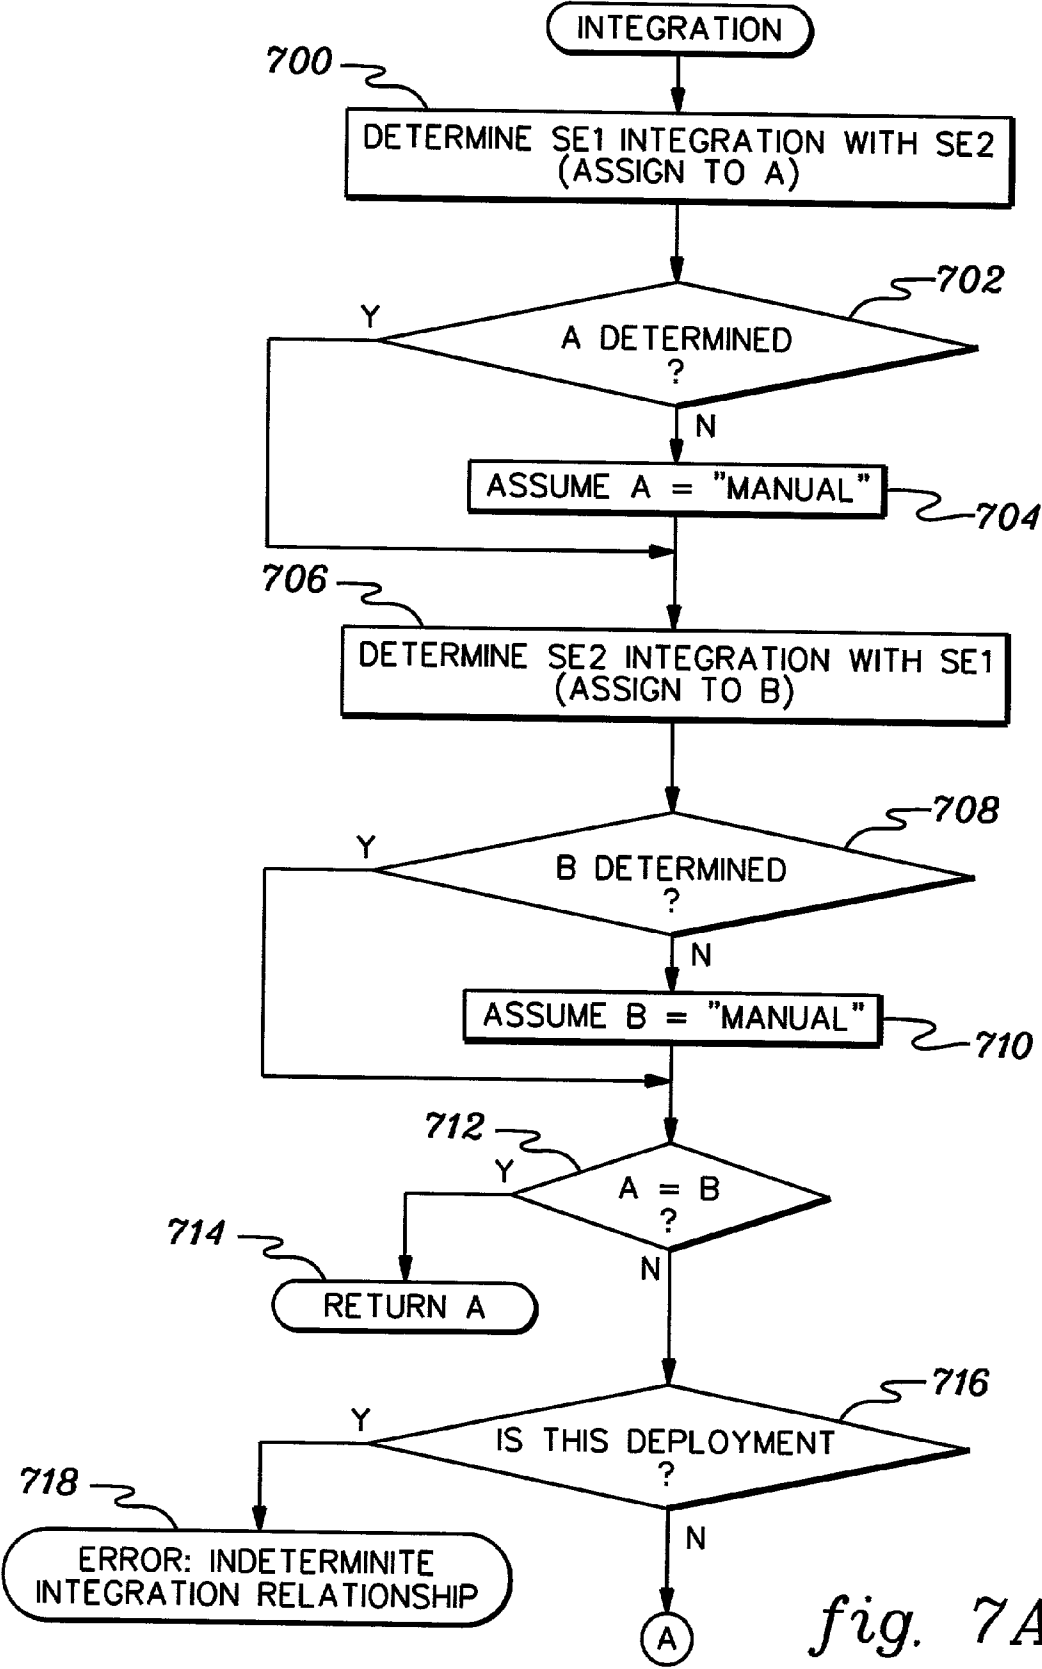 INTEGRATION
700
DETERMINE SE1 INTEGRATION WITH SE2
(ASSIGN TO A)
702
Y
A DETERMINED
?
N
ASSUME A = "MANUAL"
704
706
DETERMINE SE2 INTEGRATION WITH SE1
(ASSIGN TO B)
708
Y
B DETERMINED
?
N
ASSUME B = "MANUAL"
710
712
Y
A = B
?
714
N
RETURN A
716
Y
IS THIS DEPLOYMENT
?
718
N
ERROR: INDETERMINITE
INTEGRATION RELATIONSHIP
A
fig. 7A